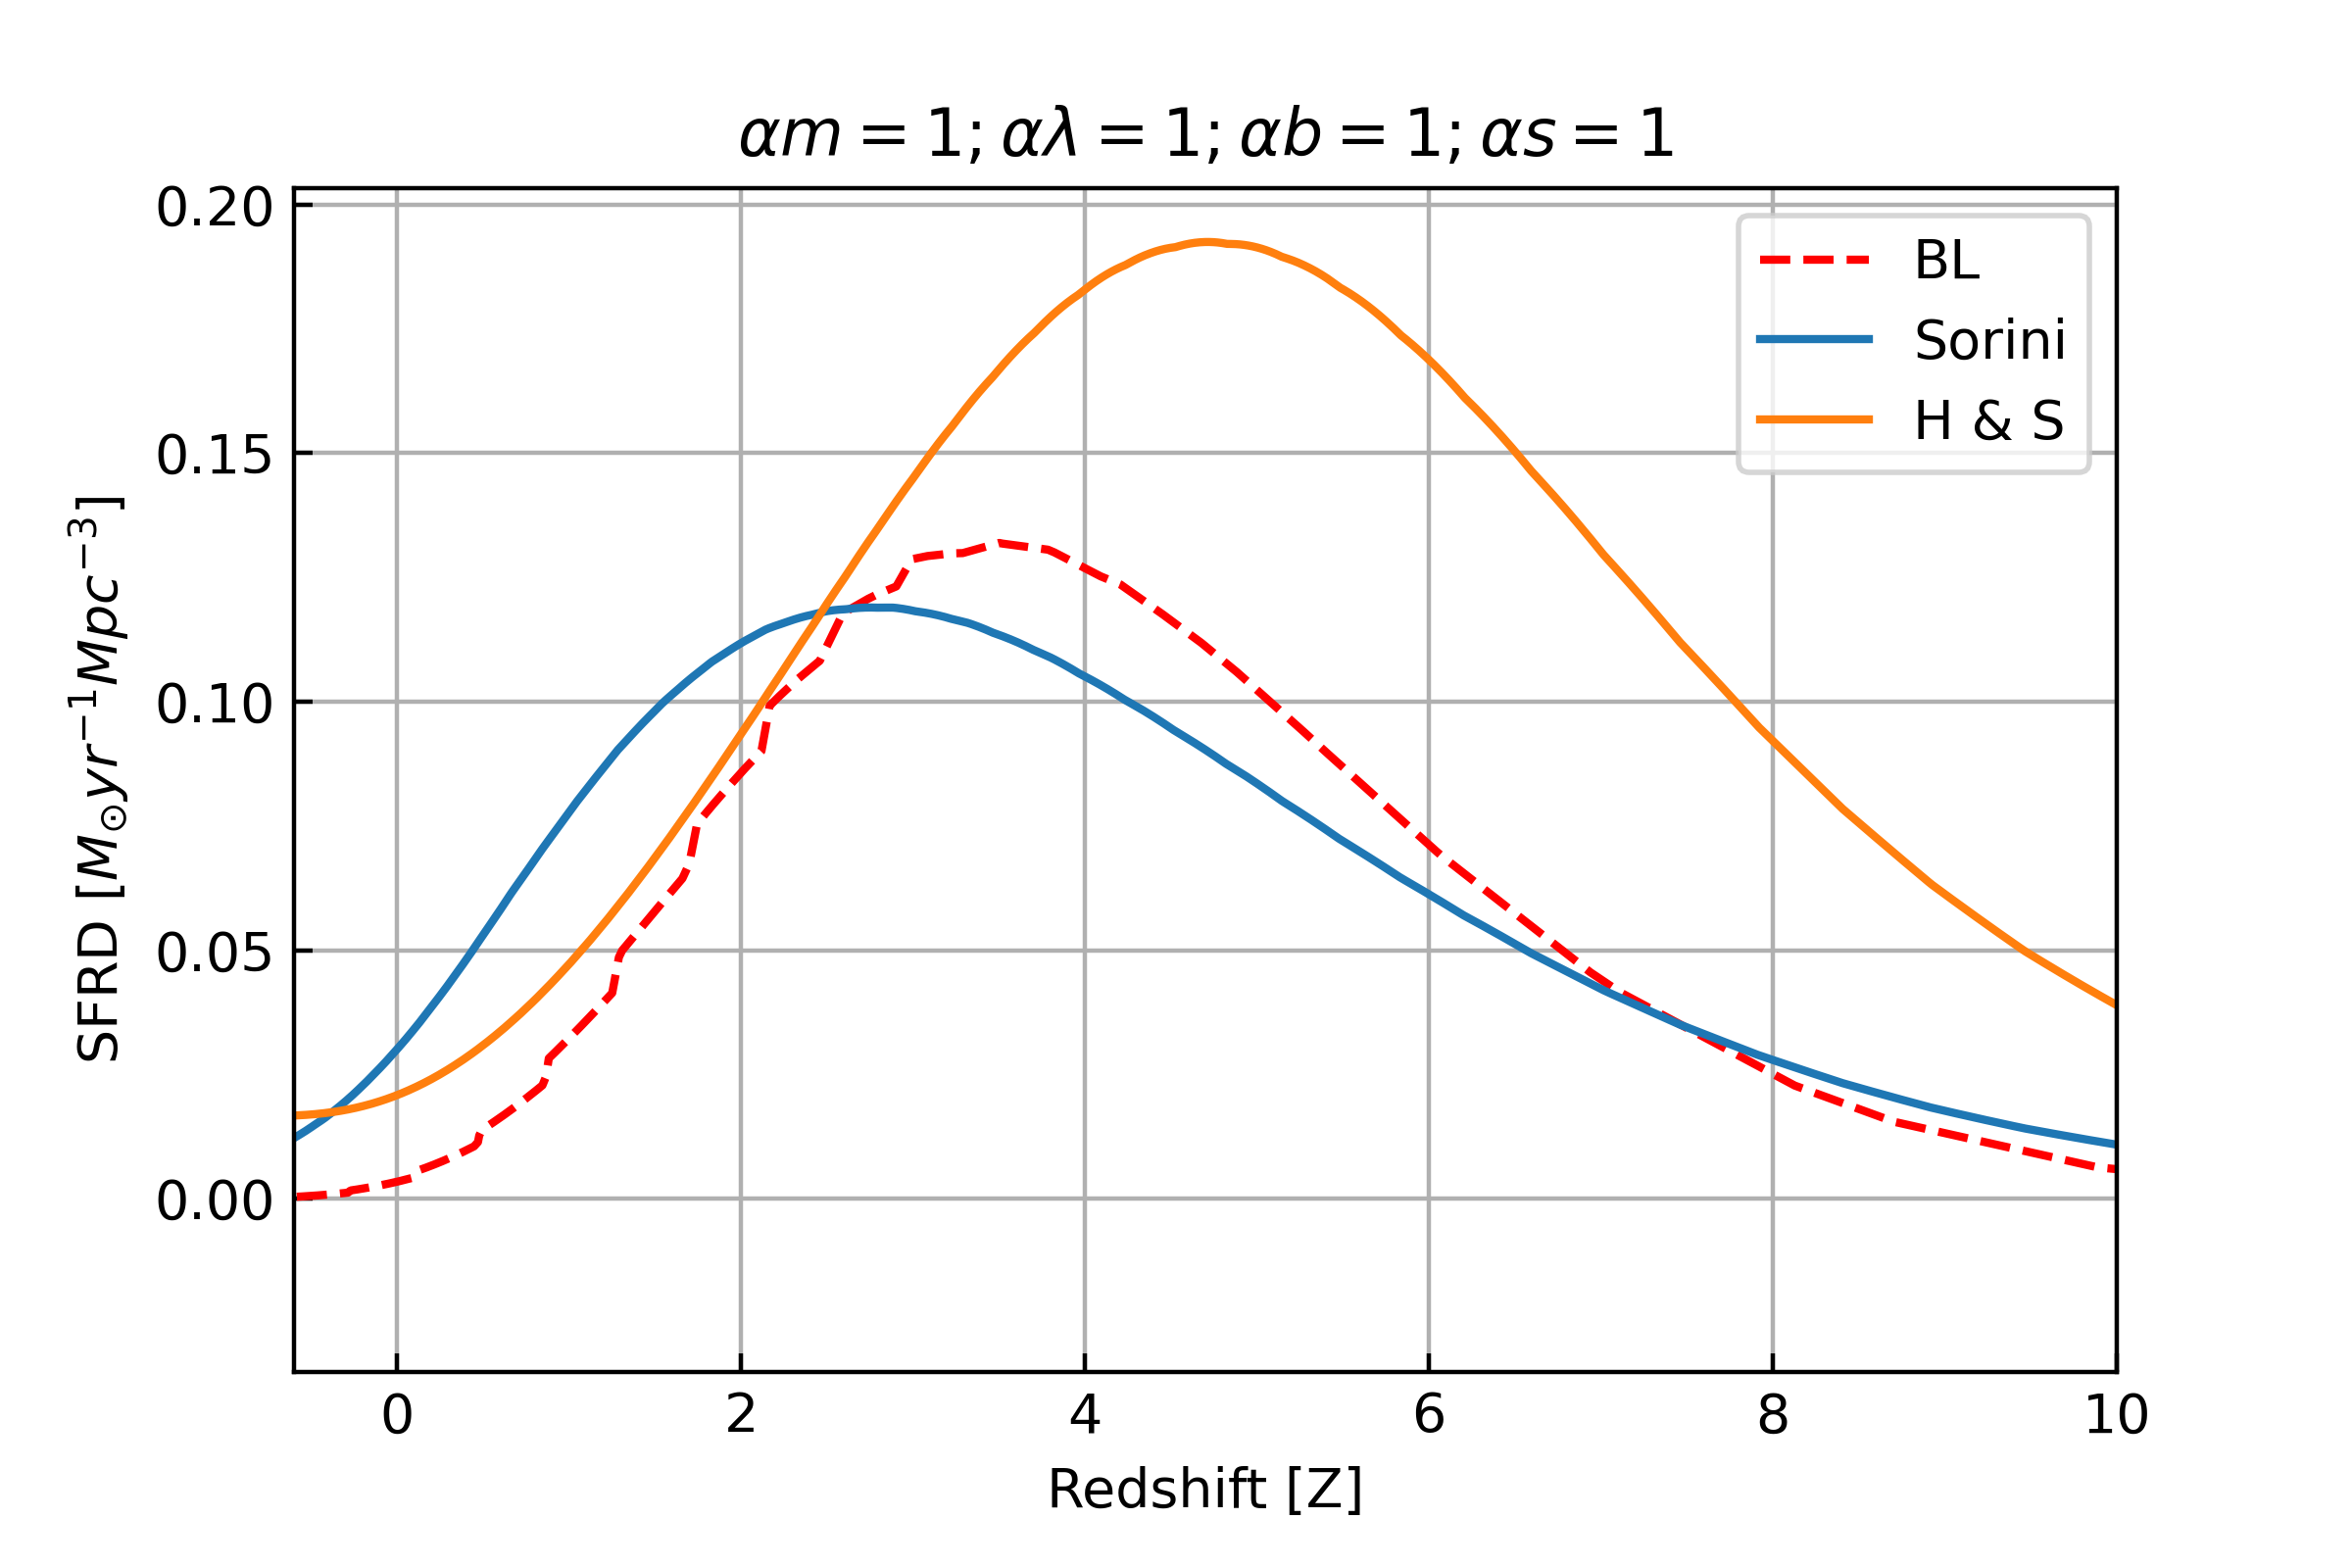 αm = 1; αλ = 1; αb = 1; αs = 1
SFRD [M⊙yr⁻¹Mpc⁻³]
0.20
0.15
0.10
0.05
0.00
BL
Sorini
H & S
0 2 4 6 8 10
Redshift [Z]